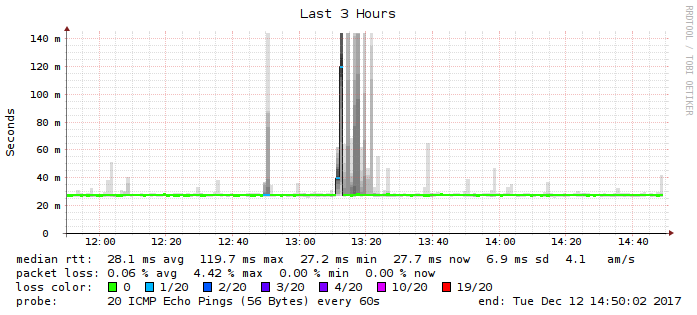 Last 3 Hours
RRDTOOL / TOBI OETIKER
Seconds
140 m
120 m
100 m
80 m
60 m
40 m
20 m
0
12:00 12:20 12:40 13:00 13:20 13:40 14:00 14:20 14:40
median rtt: 28.1 ms avg 119.7 ms max 27.2 ms min 27.7 ms now 6.9 ms sd 4.1 am/s
packet loss: 0.06 % avg 4.42 % max 0.00 % min 0.00 % now
loss color: 0 1/20 2/20 3/20 4/20 10/20 19/20
probe: 20 ICMP Echo Pings (56 Bytes) every 60s end: Tue Dec 12 14:50:02 2017